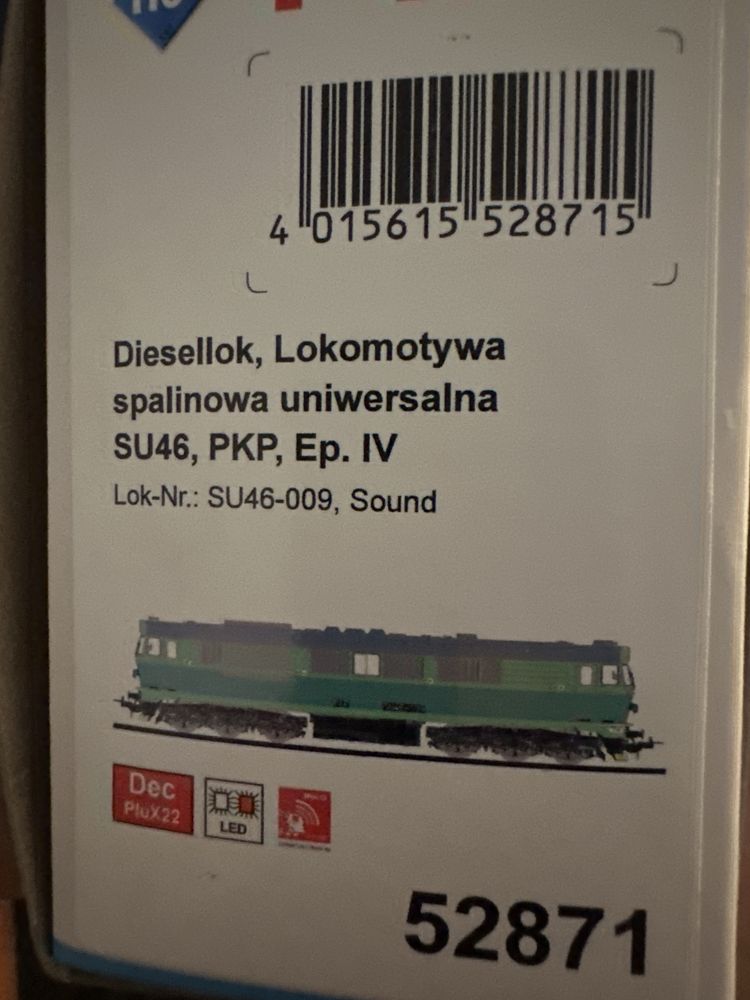 4 015615 528715
Diesellok, Lokomotywa
spalinowa uniwersalna
SU46, PKP, Ep. IV
Lok-Nr.: SU46-009, Sound
Dec
PluX22
LED
52871